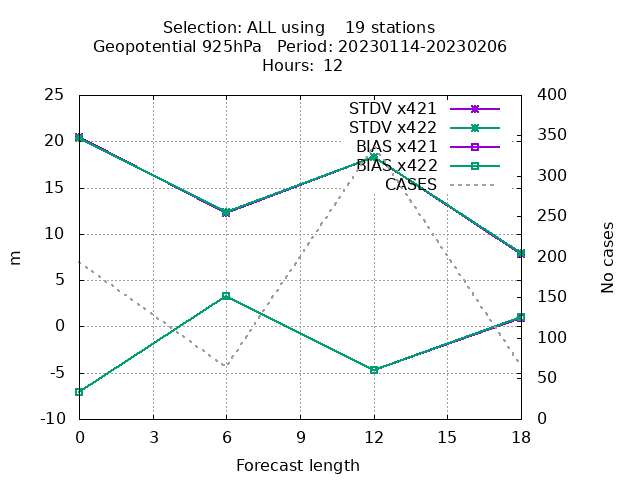 Selection: ALL using    19 stations
Geopotential 925hPa   Period: 20230114-20230206
Hours:  12
25
20
15
10
5
0
-5
-10
m
400
350
300
250
200
150
100
50
0
No cases
STDV x421
STDV x422
BIAS x421
BIAS x422
CASES
0 3 6 9 12 15 18
Forecast length